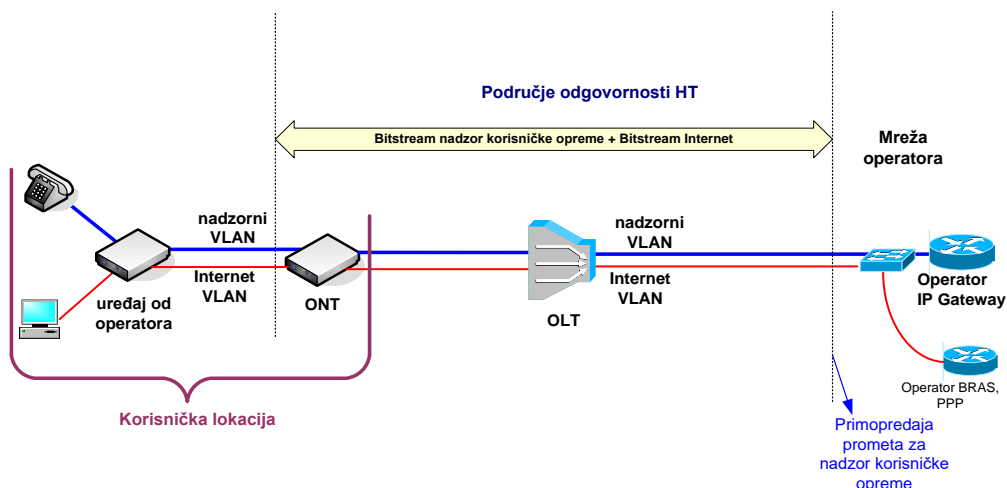 Područje odgovornosti HT
Bitstream nadzor korisničke opreme + Bitstream Internet
Mreža
operatora
nadzorni
VLAN
Internet
VLAN
uređaj od
operatora
ONT
nadzorni
VLAN
Internet
VLAN
OLT
Operator
IP Gateway
Operator BRAS,
PPP
Korisnička lokacija
Primopredaja
prometa za
nadzor korisničke
opreme